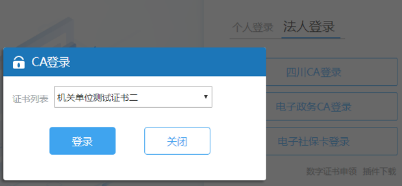 个人登录 法人登录
CA登录
四川CA登录
证书列表 机关单位测试证书二
电子政务CA登录
登录 关闭
电子社保卡登录
数字证书申领 插件下载